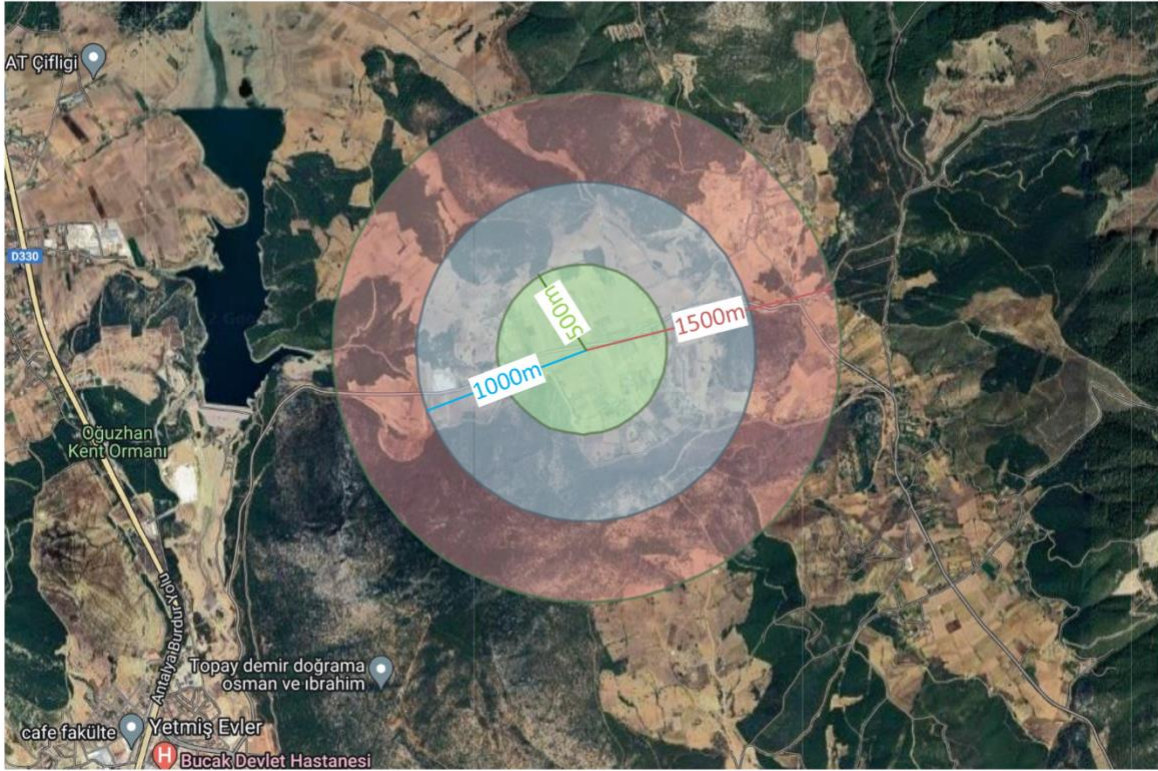 AT Çifligi
D330
500m
1500m
1000m
Oğuzhan
Kent Ormanı
Antalya Burdur Yolu
Topay demir doğrama
osman ve ibrahim
cafe fakülte
Yetmiş Evler
H
Bucak Devlet Hastanesi